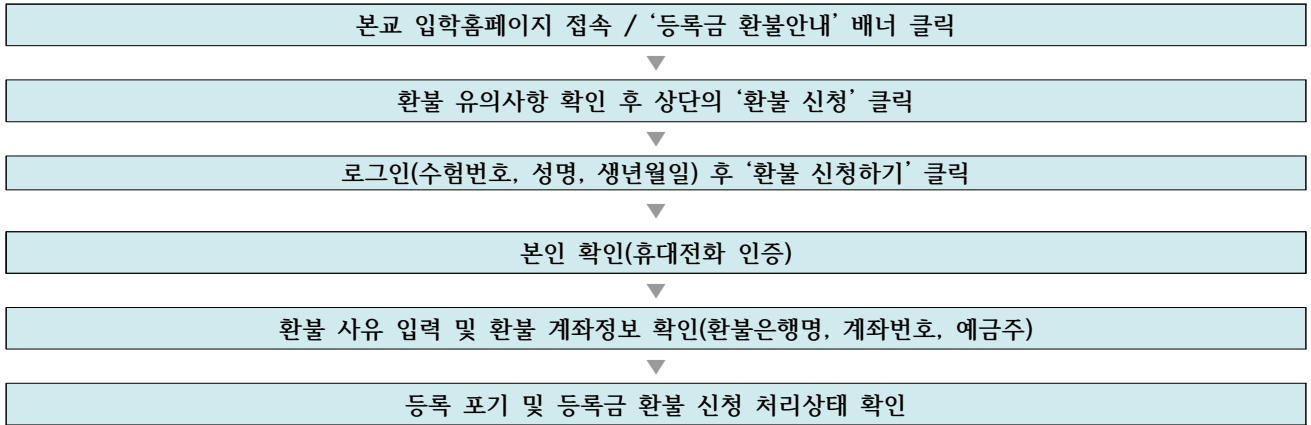 본교 입학홈페이지 접속 / ‘등록금 환불안내’ 배너 클릭
환불 유의사항 확인 후 상단의 ‘환불 신청’ 클릭
로그인(수험번호, 성명, 생년월일) 후 ‘환불 신청하기’ 클릭
본인 확인(휴대전화 인증)
환불 사유 입력 및 환불 계좌정보 확인(환불은행명, 계좌번호, 예금주)
등록 포기 및 등록금 환불 신청 처리상태 확인